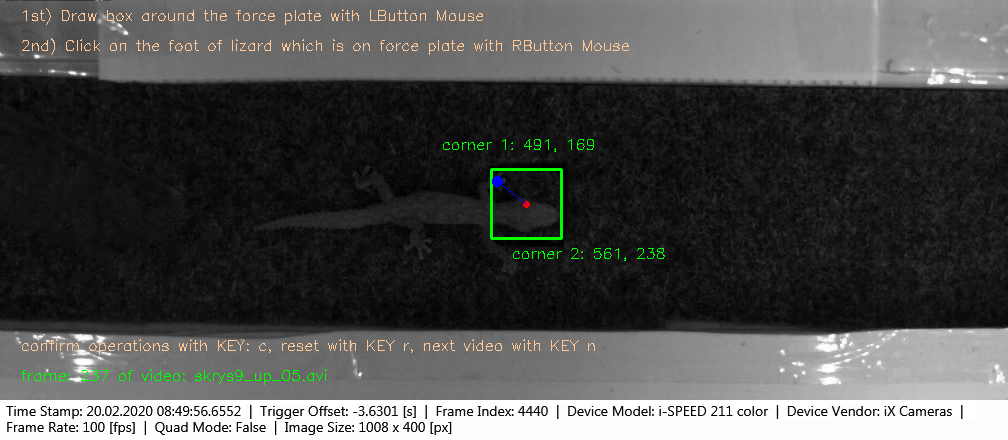 1st) Draw box around the force plate with LButton Mouse
2nd) Click on the foot of lizard which is on force plate with RButton Mouse
corner 1: 491, 169
corner 2: 561, 238
confirm operations with KEY: c, reset with KEY r, next video with KEY n
frame: 237 of video: skrys9_up_05.avi
Time Stamp: 20.02.2020 08:49:56.6552 | Trigger Offset: -3.6301 [s] | Frame Index: 4440 | Device Model: i-SPEED 211 color | Device Vendor: iX Cameras |
Frame Rate: 100 [fps] | Quad Mode: False | Image Size: 1008 x 400 [px]